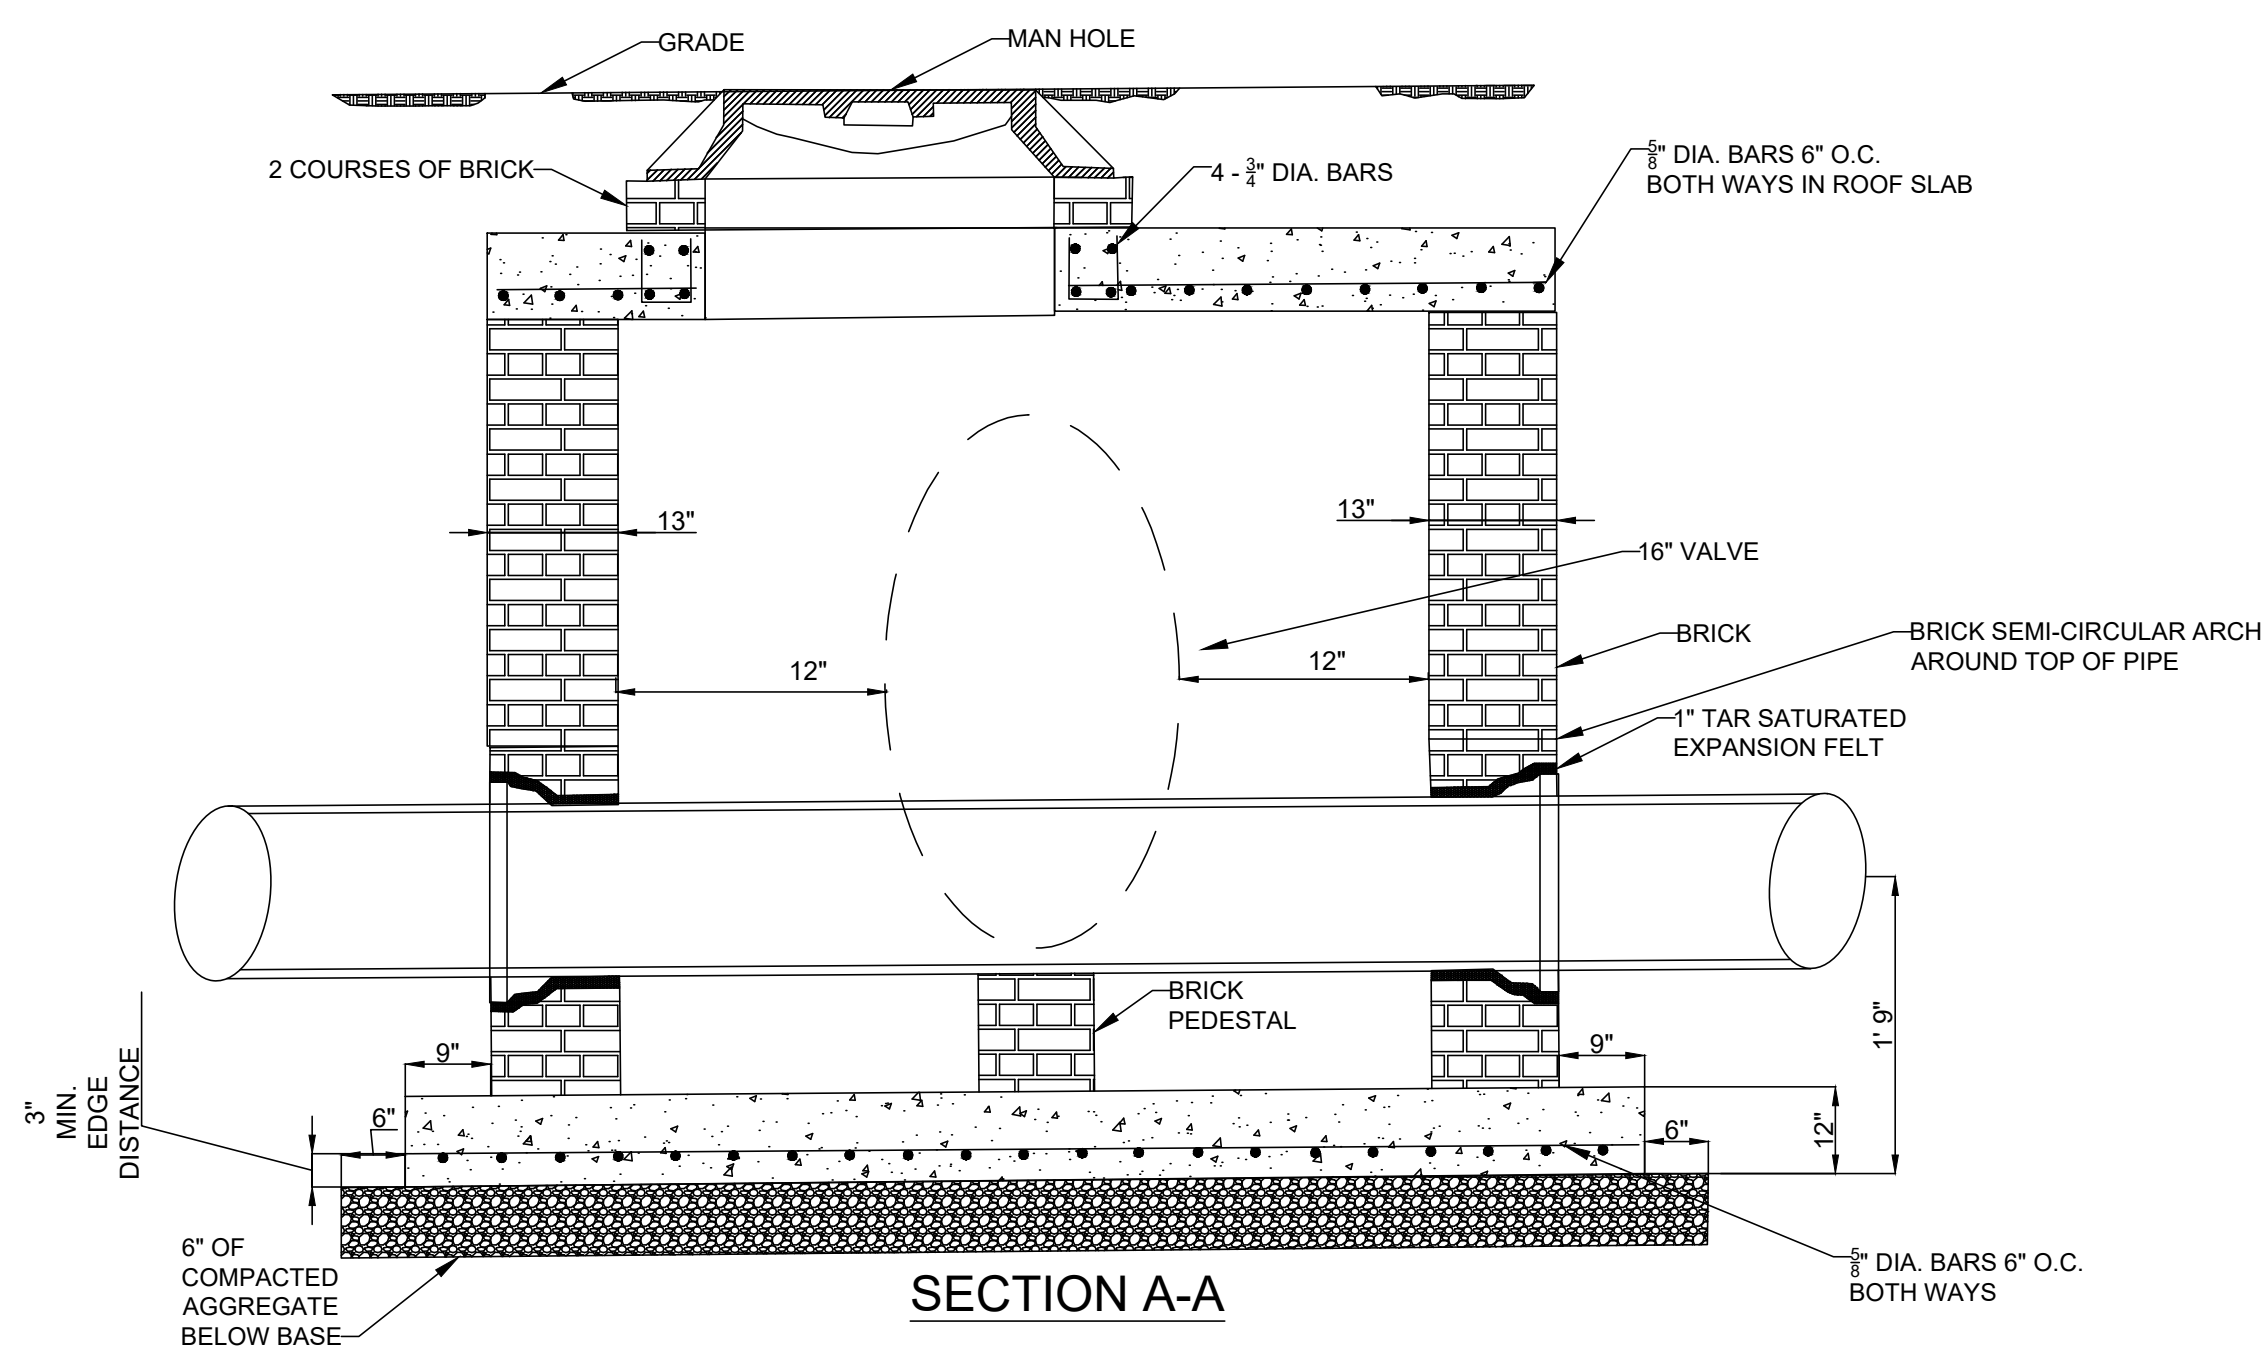 GRADE
MAN HOLE
2 COURSES OF BRICK
4 - 3/4" DIA. BARS
5/8" DIA. BARS 6" O.C.
BOTH WAYS IN ROOF SLAB
13"
13"
16" VALVE
BRICK
BRICK SEMI-CIRCULAR ARCH
AROUND TOP OF PIPE
12"
12"
1" TAR SATURATED
EXPANSION FELT
BRICK
PEDESTAL
1' 9"
9"
9"
3"
MIN.
EDGE
DISTANCE
6"
6"
12"
6" OF
COMPACTED
AGGREGATE
BELOW BASE
5/8" DIA. BARS 6" O.C.
BOTH WAYS
SECTION A-A